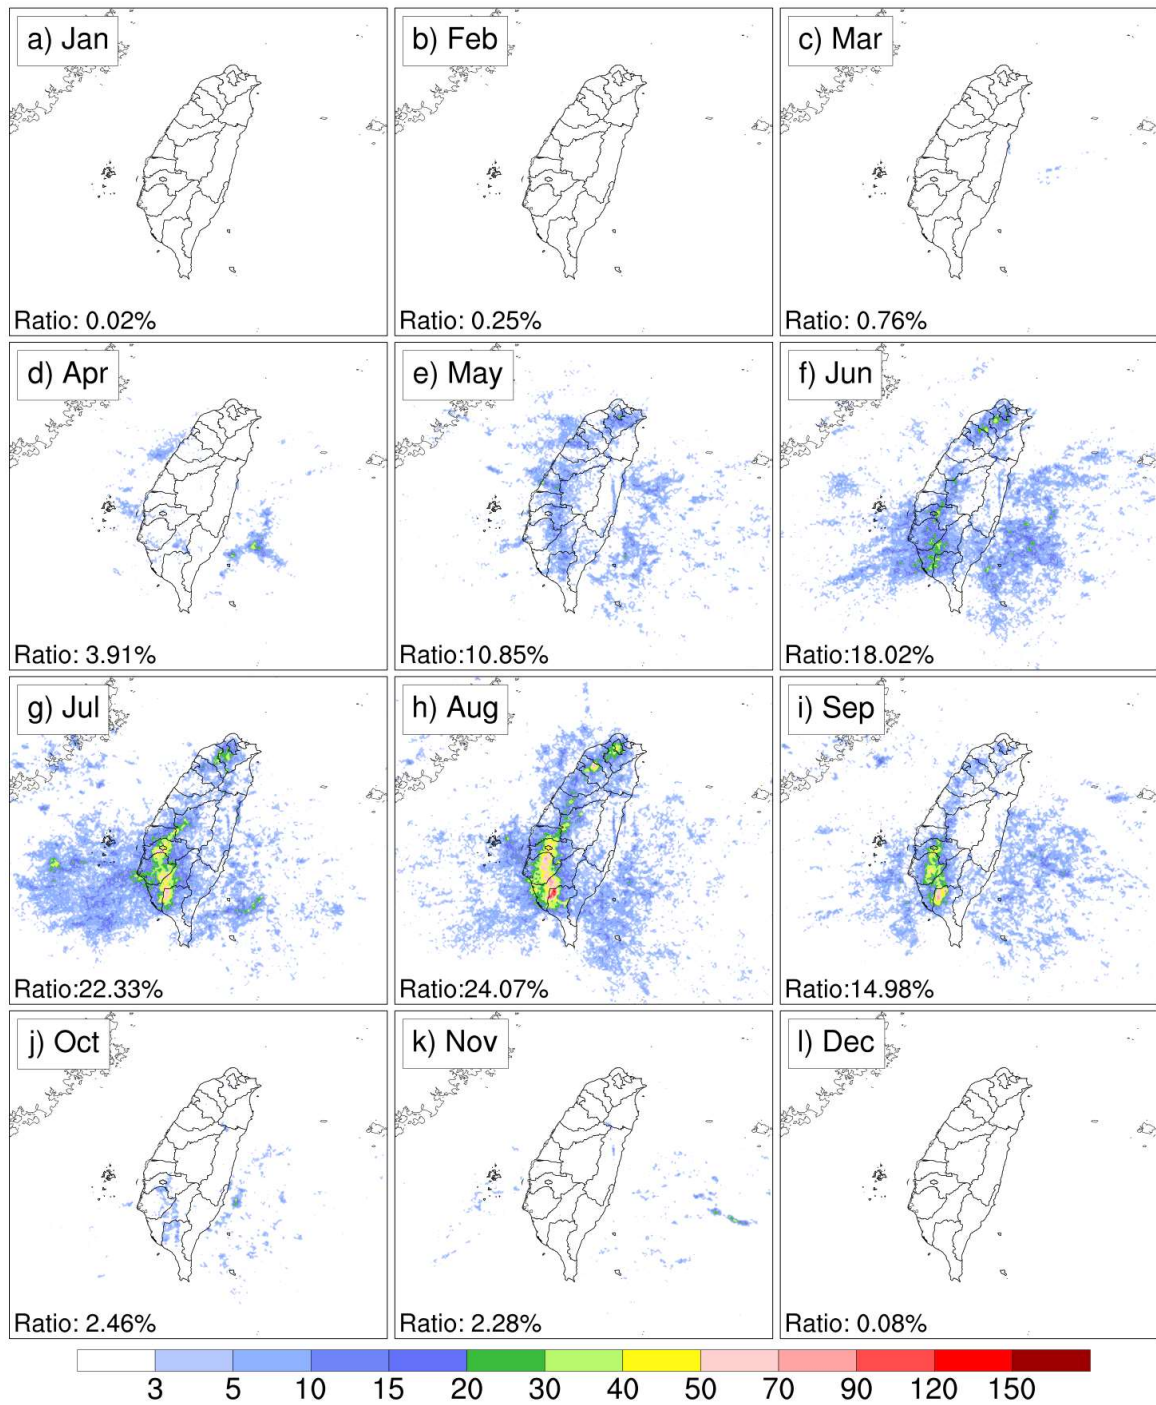 a) Jan
b) Feb
c) Mar
Ratio: 0.02%
Ratio: 0.25%
Ratio: 0.76%
d) Apr
e) May
f) Jun
Ratio: 3.91%
Ratio:10.85%
Ratio:18.02%
g) Jul
h) Aug
i) Sep
Ratio:22.33%
Ratio:24.07%
Ratio:14.98%
j) Oct
k) Nov
l) Dec
Ratio: 2.46%
Ratio: 2.28%
Ratio: 0.08%
3 5 10 15 20 30 40 50 70 90 120 150